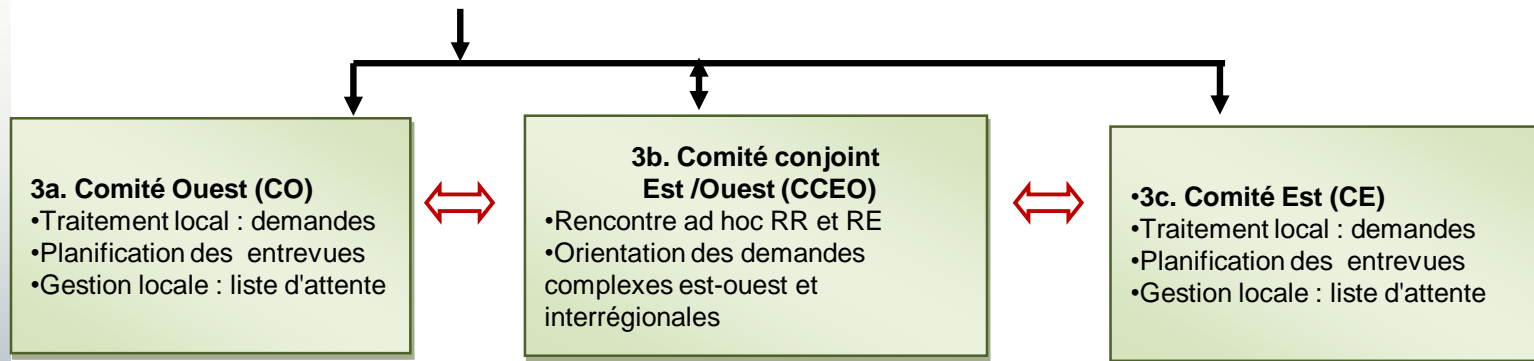 3a. Comité Ouest (CO)
•Traitement local : demandes
•Planification des entrevues
•Gestion locale : liste d'attente
3b. Comité conjoint
Est /Ouest (CCEO)
•Rencontre ad hoc RR et RE
•Orientation des demandes
complexes est-ouest et
interrégionales
•3c. Comité Est (CE)
•Traitement local : demandes
•Planification des entrevues
•Gestion locale : liste d'attente